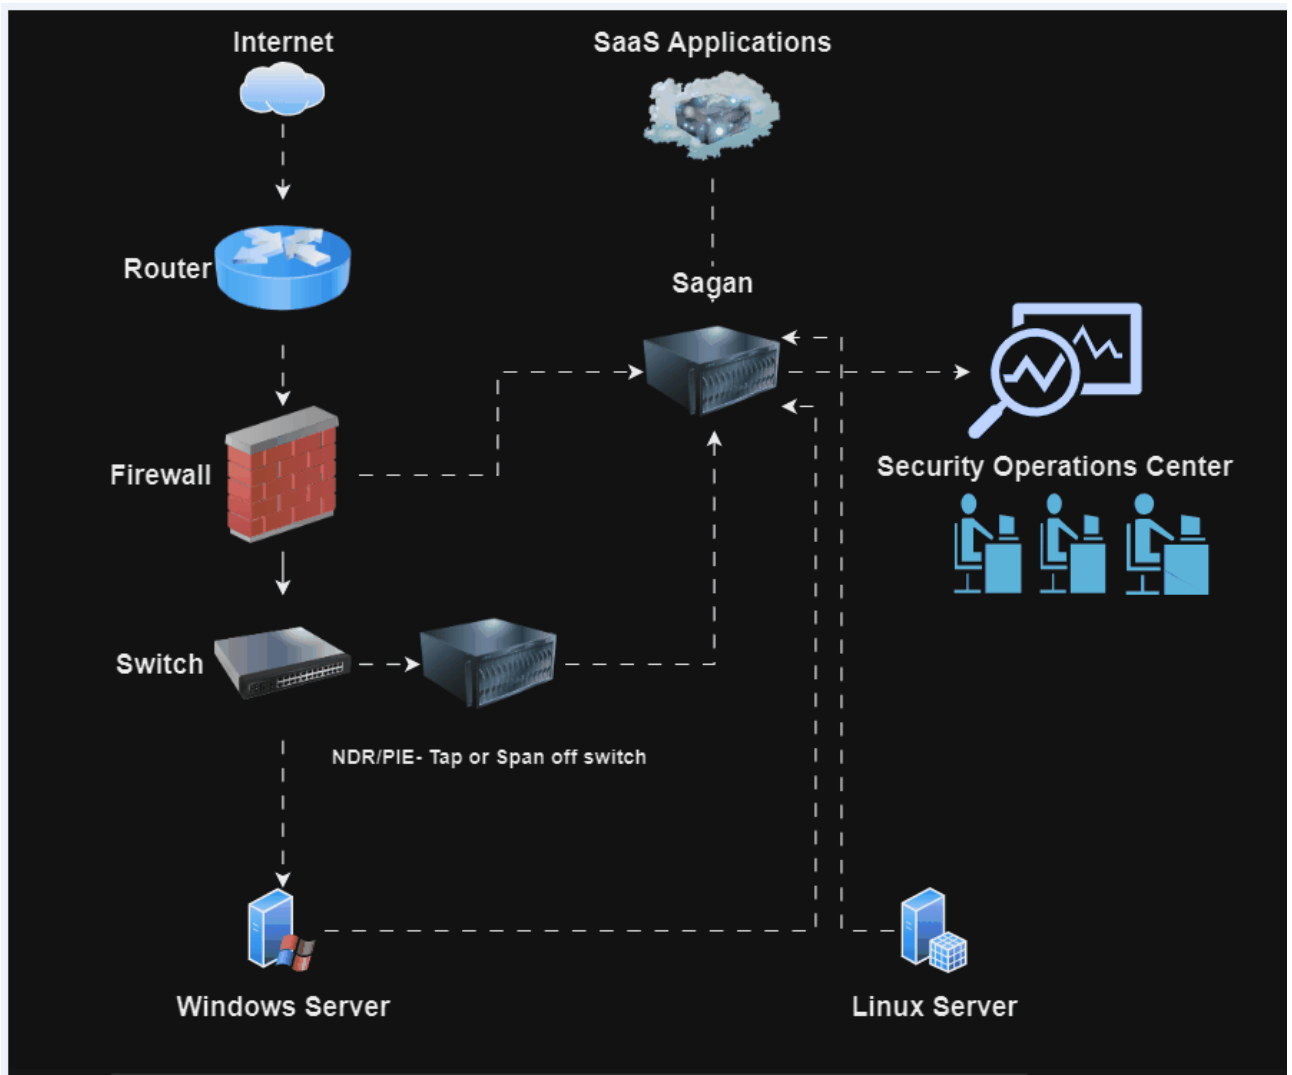 Internet
SaaS Applications
Router
Sagan
Firewall
Security Operations Center
Switch
NDR/PIE- Tap or Span off switch
Windows Server
Linux Server